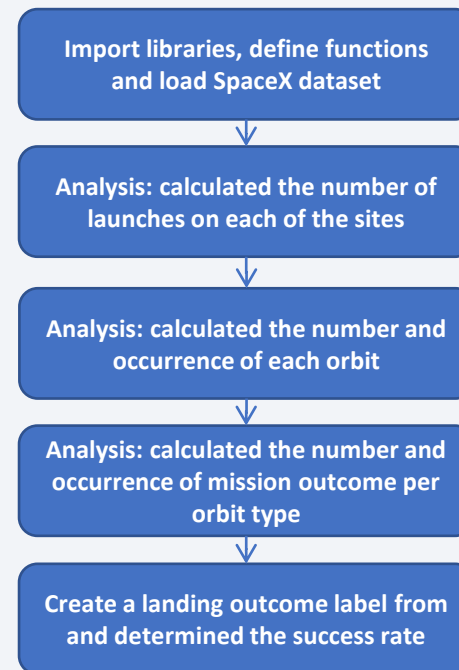 Import libraries, define functions
and load SpaceX dataset
Analysis: calculated the number of
launches on each of the sites
Analysis: calculated the number and
occurrence of each orbit
Analysis: calculated the number and
occurrence of mission outcome per
orbit type
Create a landing outcome label from
and determined the success rate